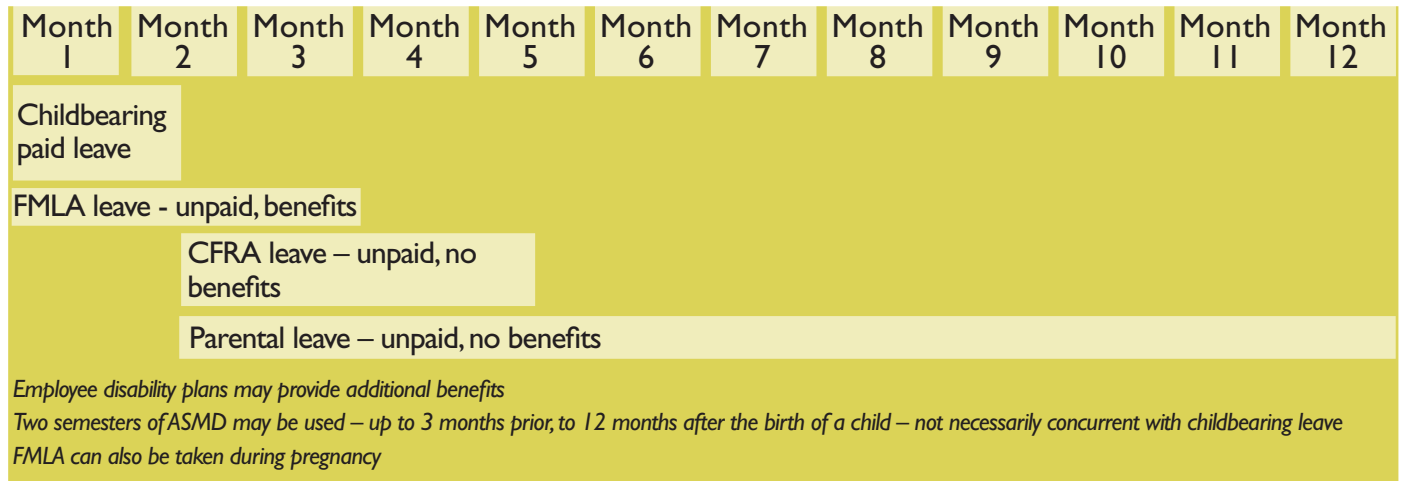 Month Month Month Month Month Month Month Month Month Month Month Month
1 2 3 4 5 6 7 8 9 10 11 12
Childbearing
paid leave
FMLA leave - unpaid, benefits
CFRA leave – unpaid, no
benefits
Parental leave – unpaid, no benefits
Employee disability plans may provide additional benefits
Two semesters of ASMD may be used – up to 3 months prior, to 12 months after the birth of a child – not necessarily concurrent with childbearing leave
FMLA can also be taken during pregnancy